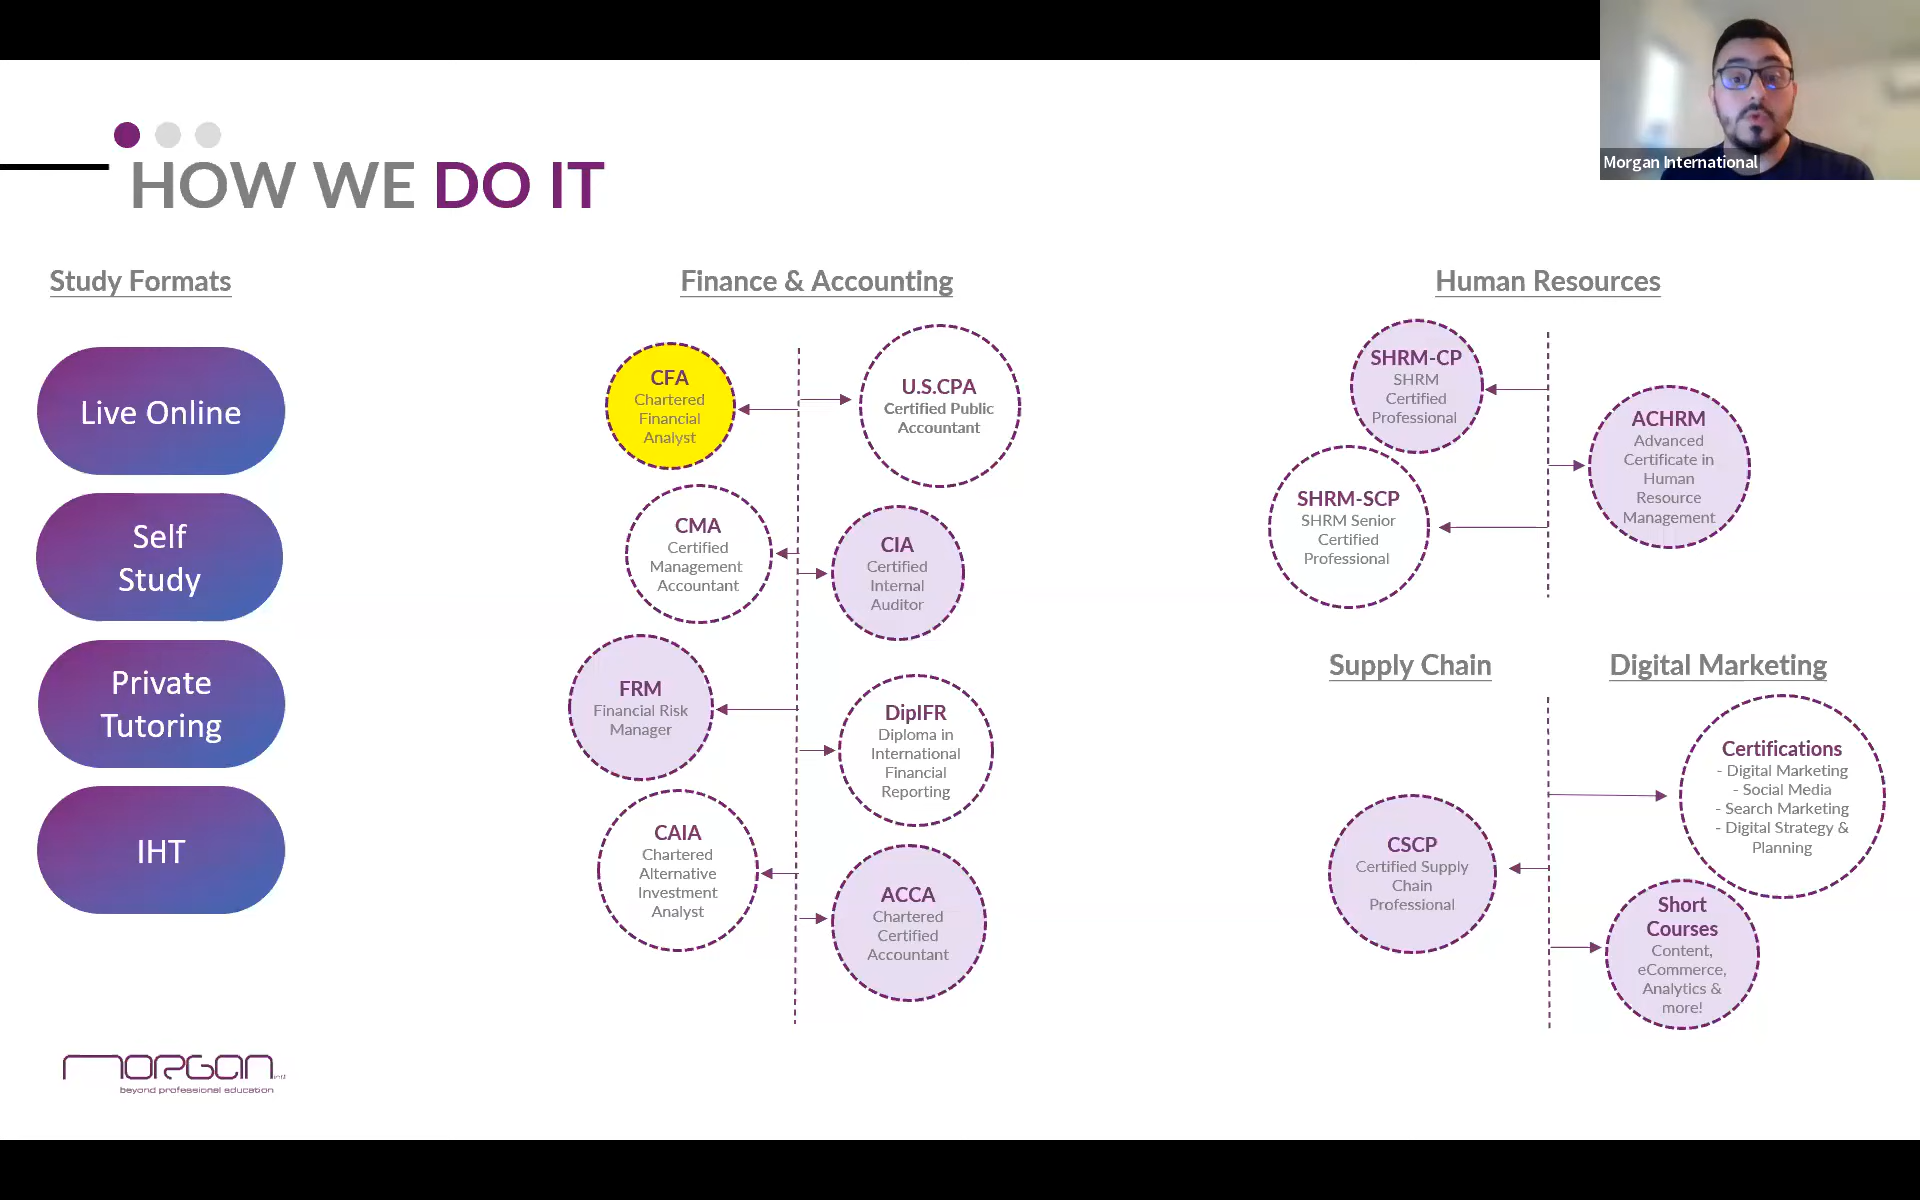 Morgan International
HOW WE DO IT
Study Formats
Live Online
Self
Study
Private
Tutoring
IHT
Finance & Accounting
CFA
Chartered
Financial
Analyst
U.S.CPA
Certified Public
Accountant
CMA
Certified
Management
Accountant
CIA
Certified
Internal
Auditor
FRM
Financial Risk
Manager
DipIFR
Diploma in
International
Financial
Reporting
CAIA
Chartered
Alternative
Investment
Analyst
ACCA
Chartered
Certified
Accountant
Human Resources
SHRM-CP
SHRM
Certified
Professional
ACHRM
Advanced
Certificate in
Human
Resource
Management
SHRM-SCP
SHRM Senior
Certified
Professional
Supply Chain
CSCP
Certified Supply
Chain
Professional
Digital Marketing
Certifications
- Digital Marketing
- Social Media
- Search Marketing
- Digital Strategy &
Planning
Short
Courses
Content,
eCommerce,
Analytics &
more!
MORGAN
beyond professional education